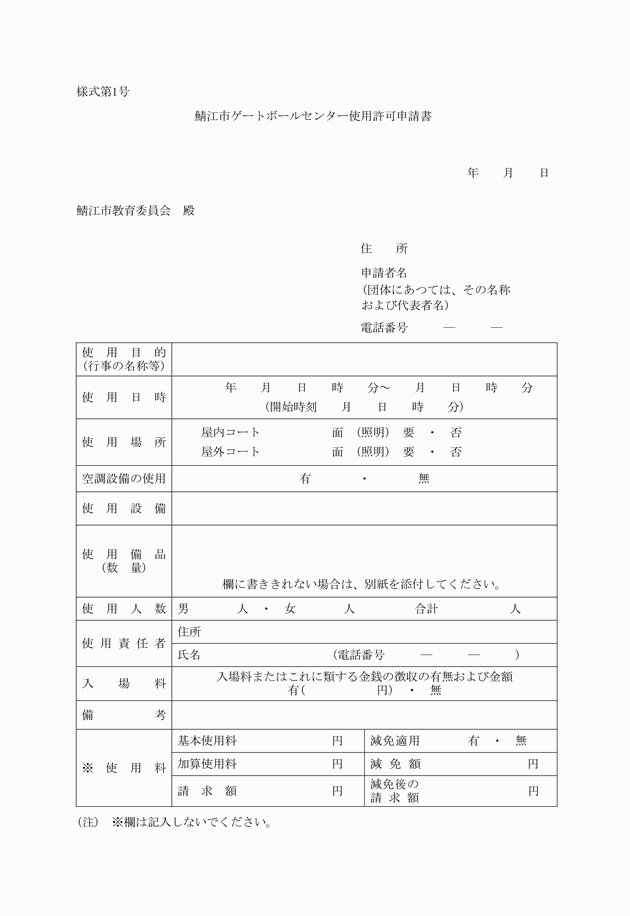 様式第1号
鯖江市ゲートボールセンター使用許可申請書
年　　月　　日
鯖江市教育委員会　殿
住　　所
申請者名
(団体にあつては、その名称
および代表者名)
電話番号　　　―　　　―
使　用　目　的
(行事の名称等)
使　用　日　時
年　　月　　日　　時　　分～　　月　　日　　時　　分
(開始時刻　　月　　日　　時　　分)
使　用　場　所
屋内コート　　　　　　面　(照明)　要　・　否
屋外コート　　　　　　面　(照明)　要　・　否
空調設備の使用
有　　　　・　　　　無
使　用　設　備
使　用　備　品
(数　量)
欄に書ききれない場合は、別紙を添付してください。
使　用　人　数
男　　　　人　・　女　　　　人　　　　　合計　　　　　　人
使 用 責 任 者
住所
氏名　　　　　　　　　　　(電話番号　　　―　　　―　　　)
入　　場　　料
入場料またはこれに類する金銭の徴収の有無および金額
有(　　　　　　円)　・　無
備　　　　　考
※　使　用　料
基本使用料　　　　　　　　円
減免適用　　　　有　・　無
加算使用料　　　　　　　　円
減　免　額　　　　　　　　　円
請　求　額　　　　　　　　円
減免後の
請　求　額　　　　　　　　　円
(注)　※欄は記入しないでください。